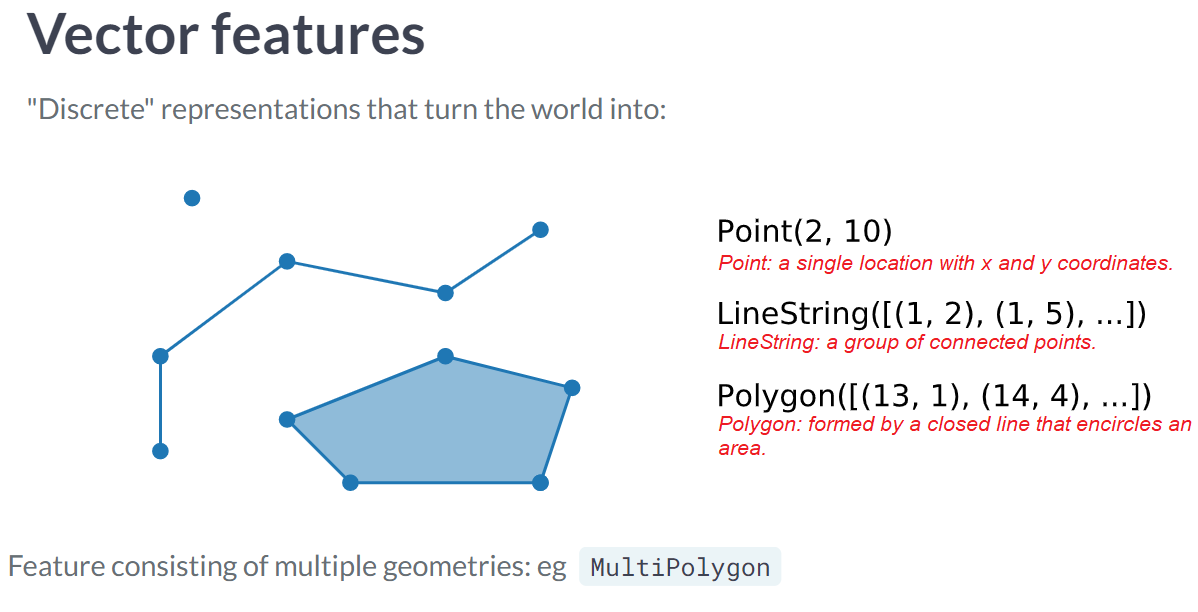 Vector features
"Discrete" representations that turn the world into:
Point(2, 10)
Point: a single location with x and y coordinates.
LineString([(1, 2), (1, 5), ...])
LineString: a group of connected points.
Polygon([(13, 1), (14, 4), ...])
Polygon: formed by a closed line that encircles an
area.
Feature consisting of multiple geometries: eg MultiPolygon